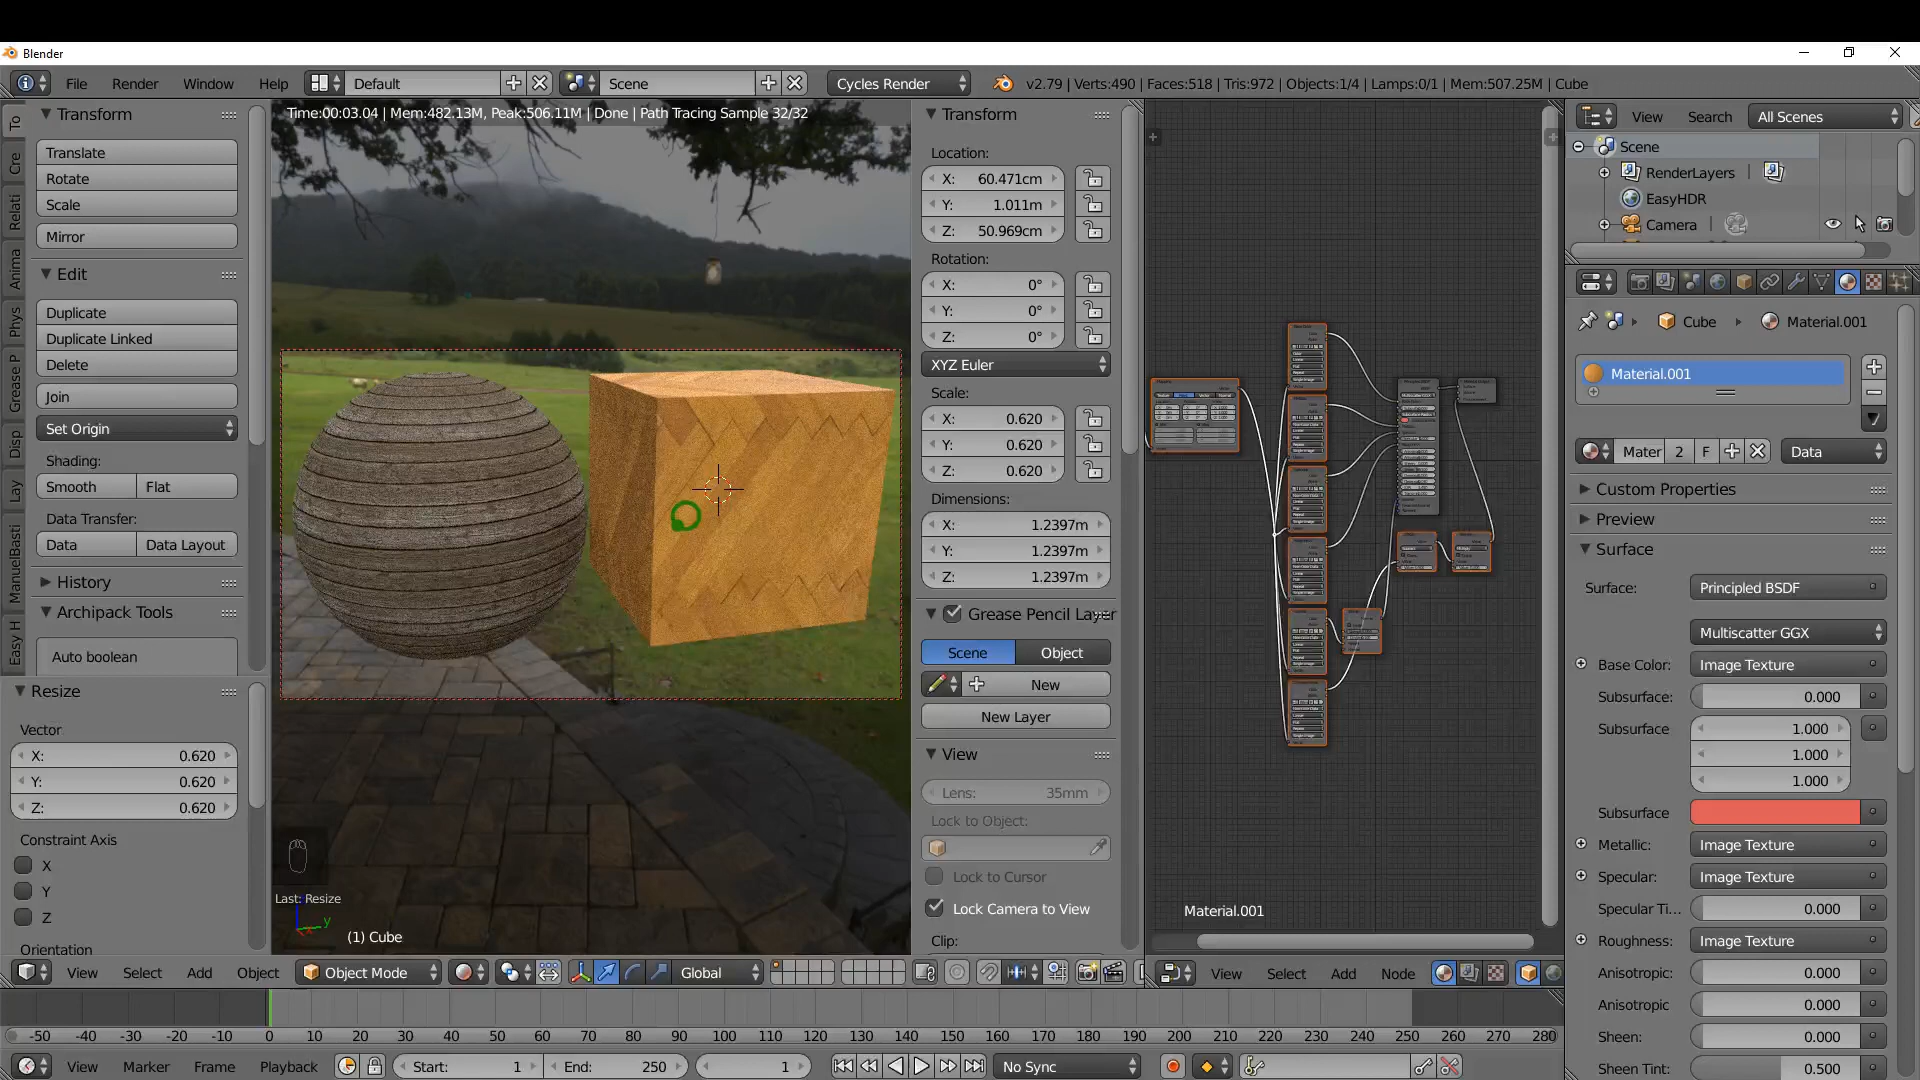 Blender
File Render Window Help Default Scene Cycles Render v2.79 | Verts:490 | Faces:518 | Tris:972 | Objects:1/4 | Lamps:0/1 | Mem:507.25M | Cube
To
Cre
Relati
Anima
Phys
Grease P
Disp
Lay
ManuelBasti
Easy H
Transform
Translate
Rotate
Scale
Mirror
Edit
Duplicate
Duplicate Linked
Delete
Join
Set Origin
Shading:
Smooth Flat
Data Transfer:
Data Data Layout
History
Archipack Tools
Auto boolean
Resize
Vector
X: 0.620
Y: 0.620
Z: 0.620
Constraint Axis
X
Y
Z
Orientation
Time:00:03.04 | Mem:482.13M, Peak:506.11M | Done | Path Tracing Sample 32/32
Last: Resize
y
(1) Cube
Transform
Location:
X: 60.471cm
Y: 1.011m
Z: 50.969cm
Rotation:
X: 0°
Y: 0°
Z: 0°
XYZ Euler
Scale:
X: 0.620
Y: 0.620
Z: 0.620
Dimensions:
X: 1.2397m
Y: 1.2397m
Z: 1.2397m
Grease Pencil Layer
Scene Object
New
New Layer
View
Lens: 35mm
Lock to Object:
Lock to Cursor
Lock Camera to View
Clip:
View Select Add Object Object Mode Global
Material.001
View Select Add Node
View Search All Scenes
Scene
RenderLayers
EasyHDR
Camera
Cube Material.001
Material.001
Mater 2 F Data
Custom Properties
Preview
Surface
Surface: Principled BSDF
Multiscatter GGX
Base Color: Image Texture
Subsurface: 0.000
Subsurface 1.000
1.000
1.000
Subsurface
Metallic: Image Texture
Specular: Image Texture
Specular Ti... 0.000
Roughness: Image Texture
Anisotropic: 0.000
Anisotropic 0.000
Sheen: 0.000
Sheen Tint: 0.500
-50 -40 -30 -20 -10 0 10 20 30 40 50 60 70 80 90 100 110 120 130 140 150 160 170 180 190 200 210 220 230 240 250 260 270 280
View Marker Frame Playback Start: 1 End: 250 1 No Sync